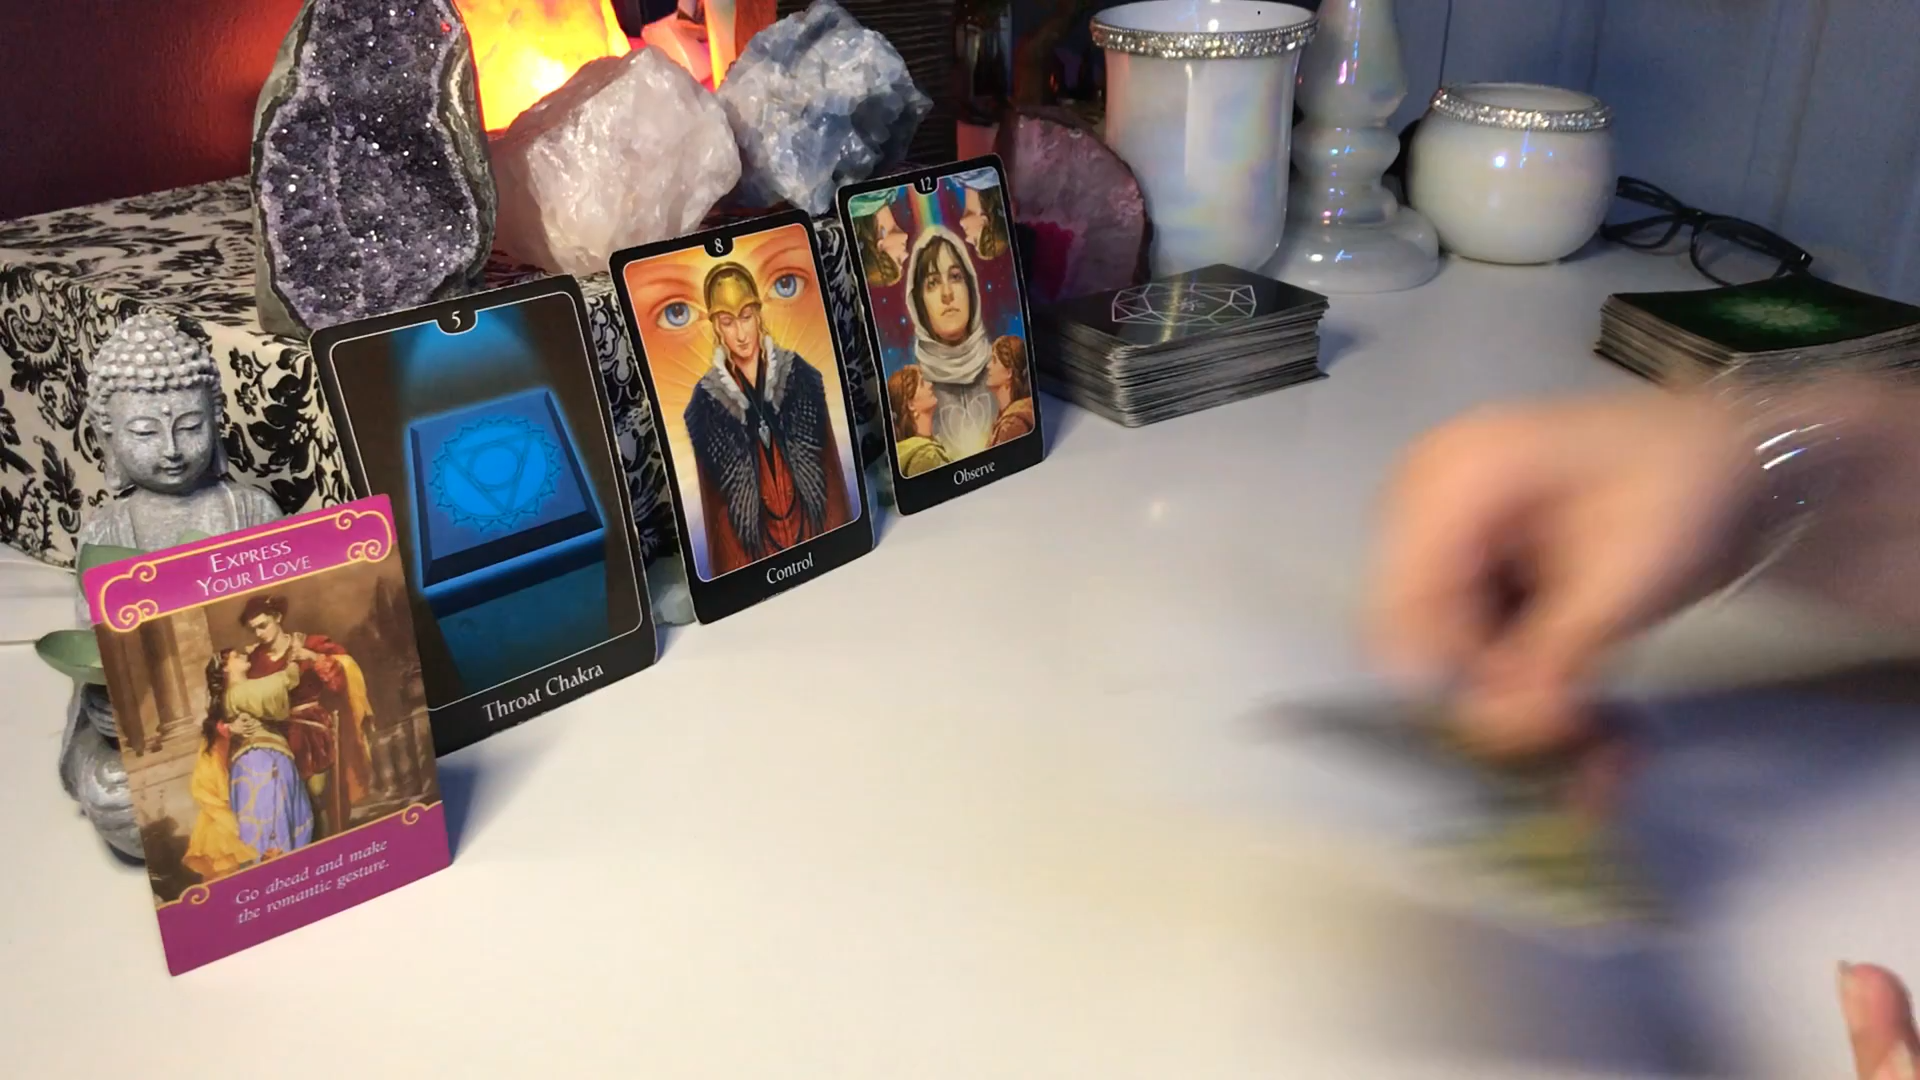 EXPRESS
YOUR LOVE
Go ahead and make
the romantic gesture.
5
Throat Chakra
8
Control
12
Observe